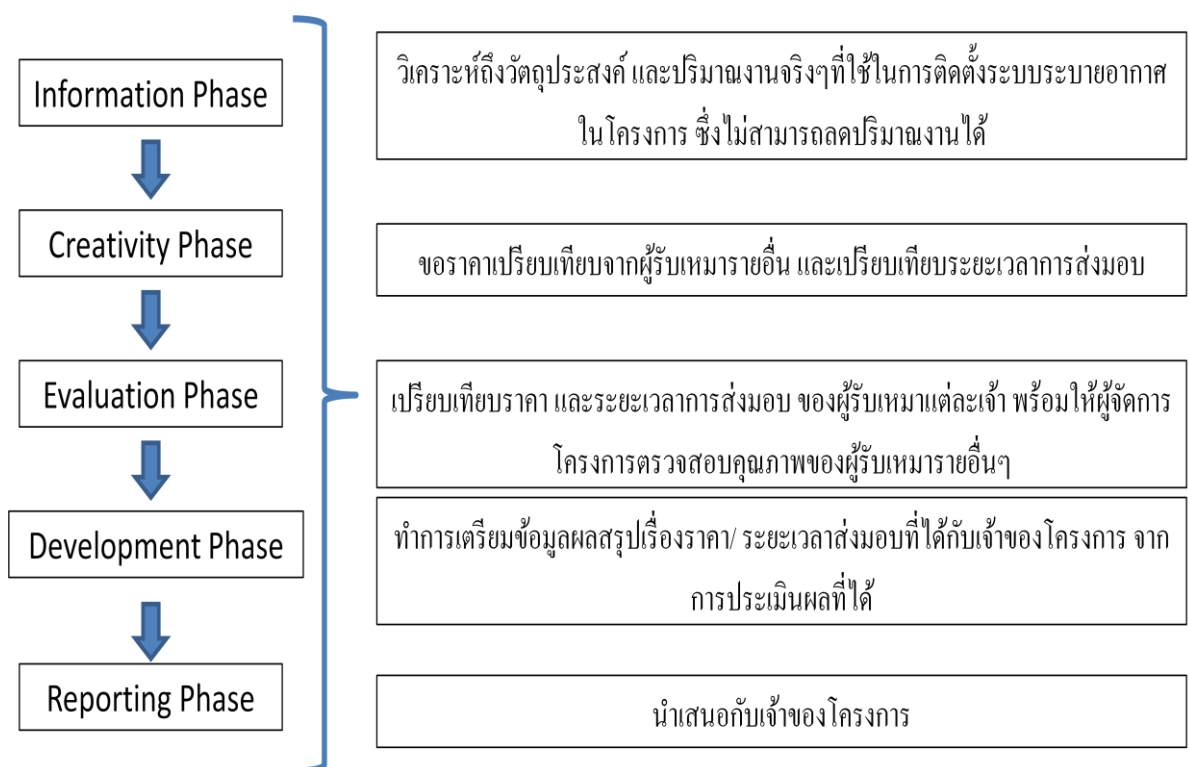 Information Phase
วิเคราะห์ถึงวัตถุประสงค์ และปริมาณงานจริงๆที่ใช้ในการติดตั้งระบบระบายอากาศ
ในโครงการ ซึ่งไม่สามารถลดปริมาณงานได้
Creativity Phase
ขอราคาเปรียบเทียบจากผู้รับเหมารายอื่น และเปรียบเทียบระยะเวลาการส่งมอบ
Evaluation Phase
เปรียบเทียบราคา และระยะเวลาการส่งมอบ ของผู้รับเหมาแต่ละเจ้า พร้อมให้ผู้จัดการ
โครงการตรวจสอบคุณภาพของผู้รับเหมารายอื่นๆ
Development Phase
ทำการเตรียมข้อมูลผลสรุปเรื่องราคา/ ระยะเวลาส่งมอบที่ได้กับเจ้าของโครงการ จาก
การประเมินผลที่ได้
Reporting Phase
นำเสนอกับเจ้าของโครงการ